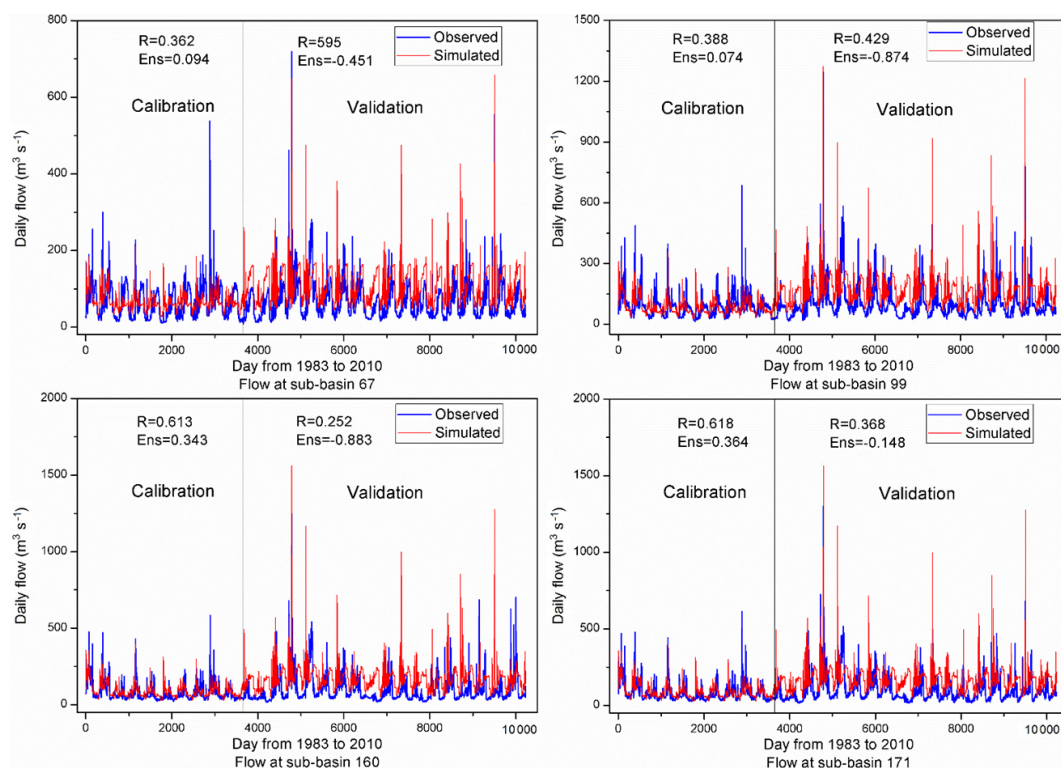 800
600
400
200
0
Daily flow (m³ s⁻¹)
R=0.362
Ens=0.094
R=595
Ens=-0.451
Observed
Simulated
Calibration
Validation
0 2000 4000 6000 8000 10000
Day from 1983 to 2010
Flow at sub-basin 67
1500
1200
900
600
300
0
Daily flow (m³ s⁻¹)
R=0.388
Ens=0.074
R=0.429
Ens=-0.874
Observed
Simulated
Calibration
Validation
0 2000 4000 6000 8000 10000
Day from 1983 to 2010
Flow at sub-basin 99
2000
1500
1000
500
0
Daily flow (m³ s⁻¹)
R=0.613
Ens=0.343
R=0.252
Ens=-0.883
Observed
Simulated
Calibration
Validation
0 2000 4000 6000 8000 10000
Day from 1983 to 2010
Flow at sub-basin 160
2000
1500
1000
500
0
Daily flow (m³ s⁻¹)
R=0.618
Ens=0.364
R=0.368
Ens=-0.148
Observed
Simulated
Calibration
Validation
0 2000 4000 6000 8000 10000
Day from 1983 to 2010
Flow at sub-basin 171